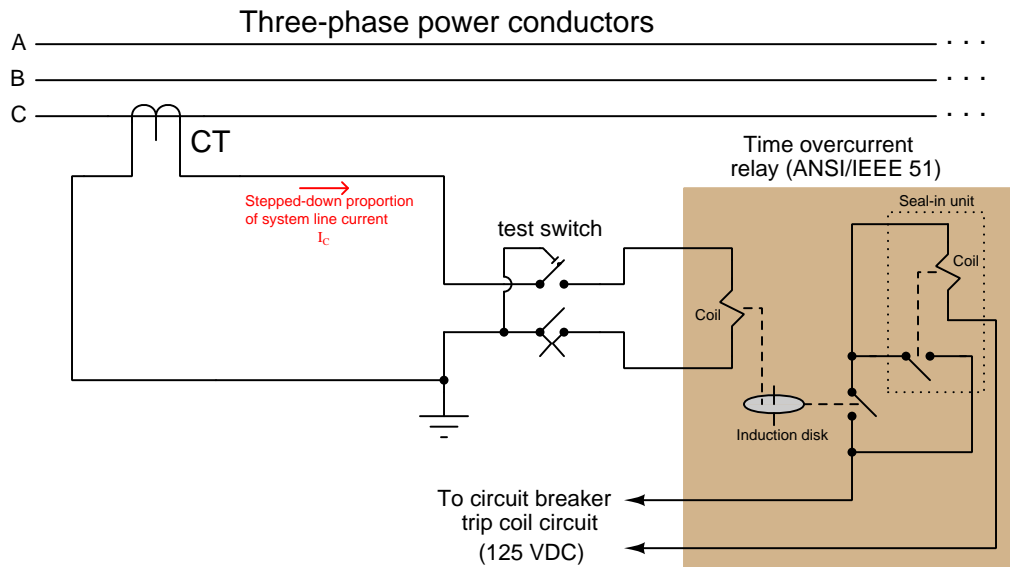 Three-phase power conductors
A
. . .
B
. . .
C
. . .
CT
Time overcurrent
relay (ANSI/IEEE 51)
Stepped-down proportion
of system line current
I_C
Seal-in unit
test switch
Coil
Coil
Induction disk
To circuit breaker
trip coil circuit
(125 VDC)